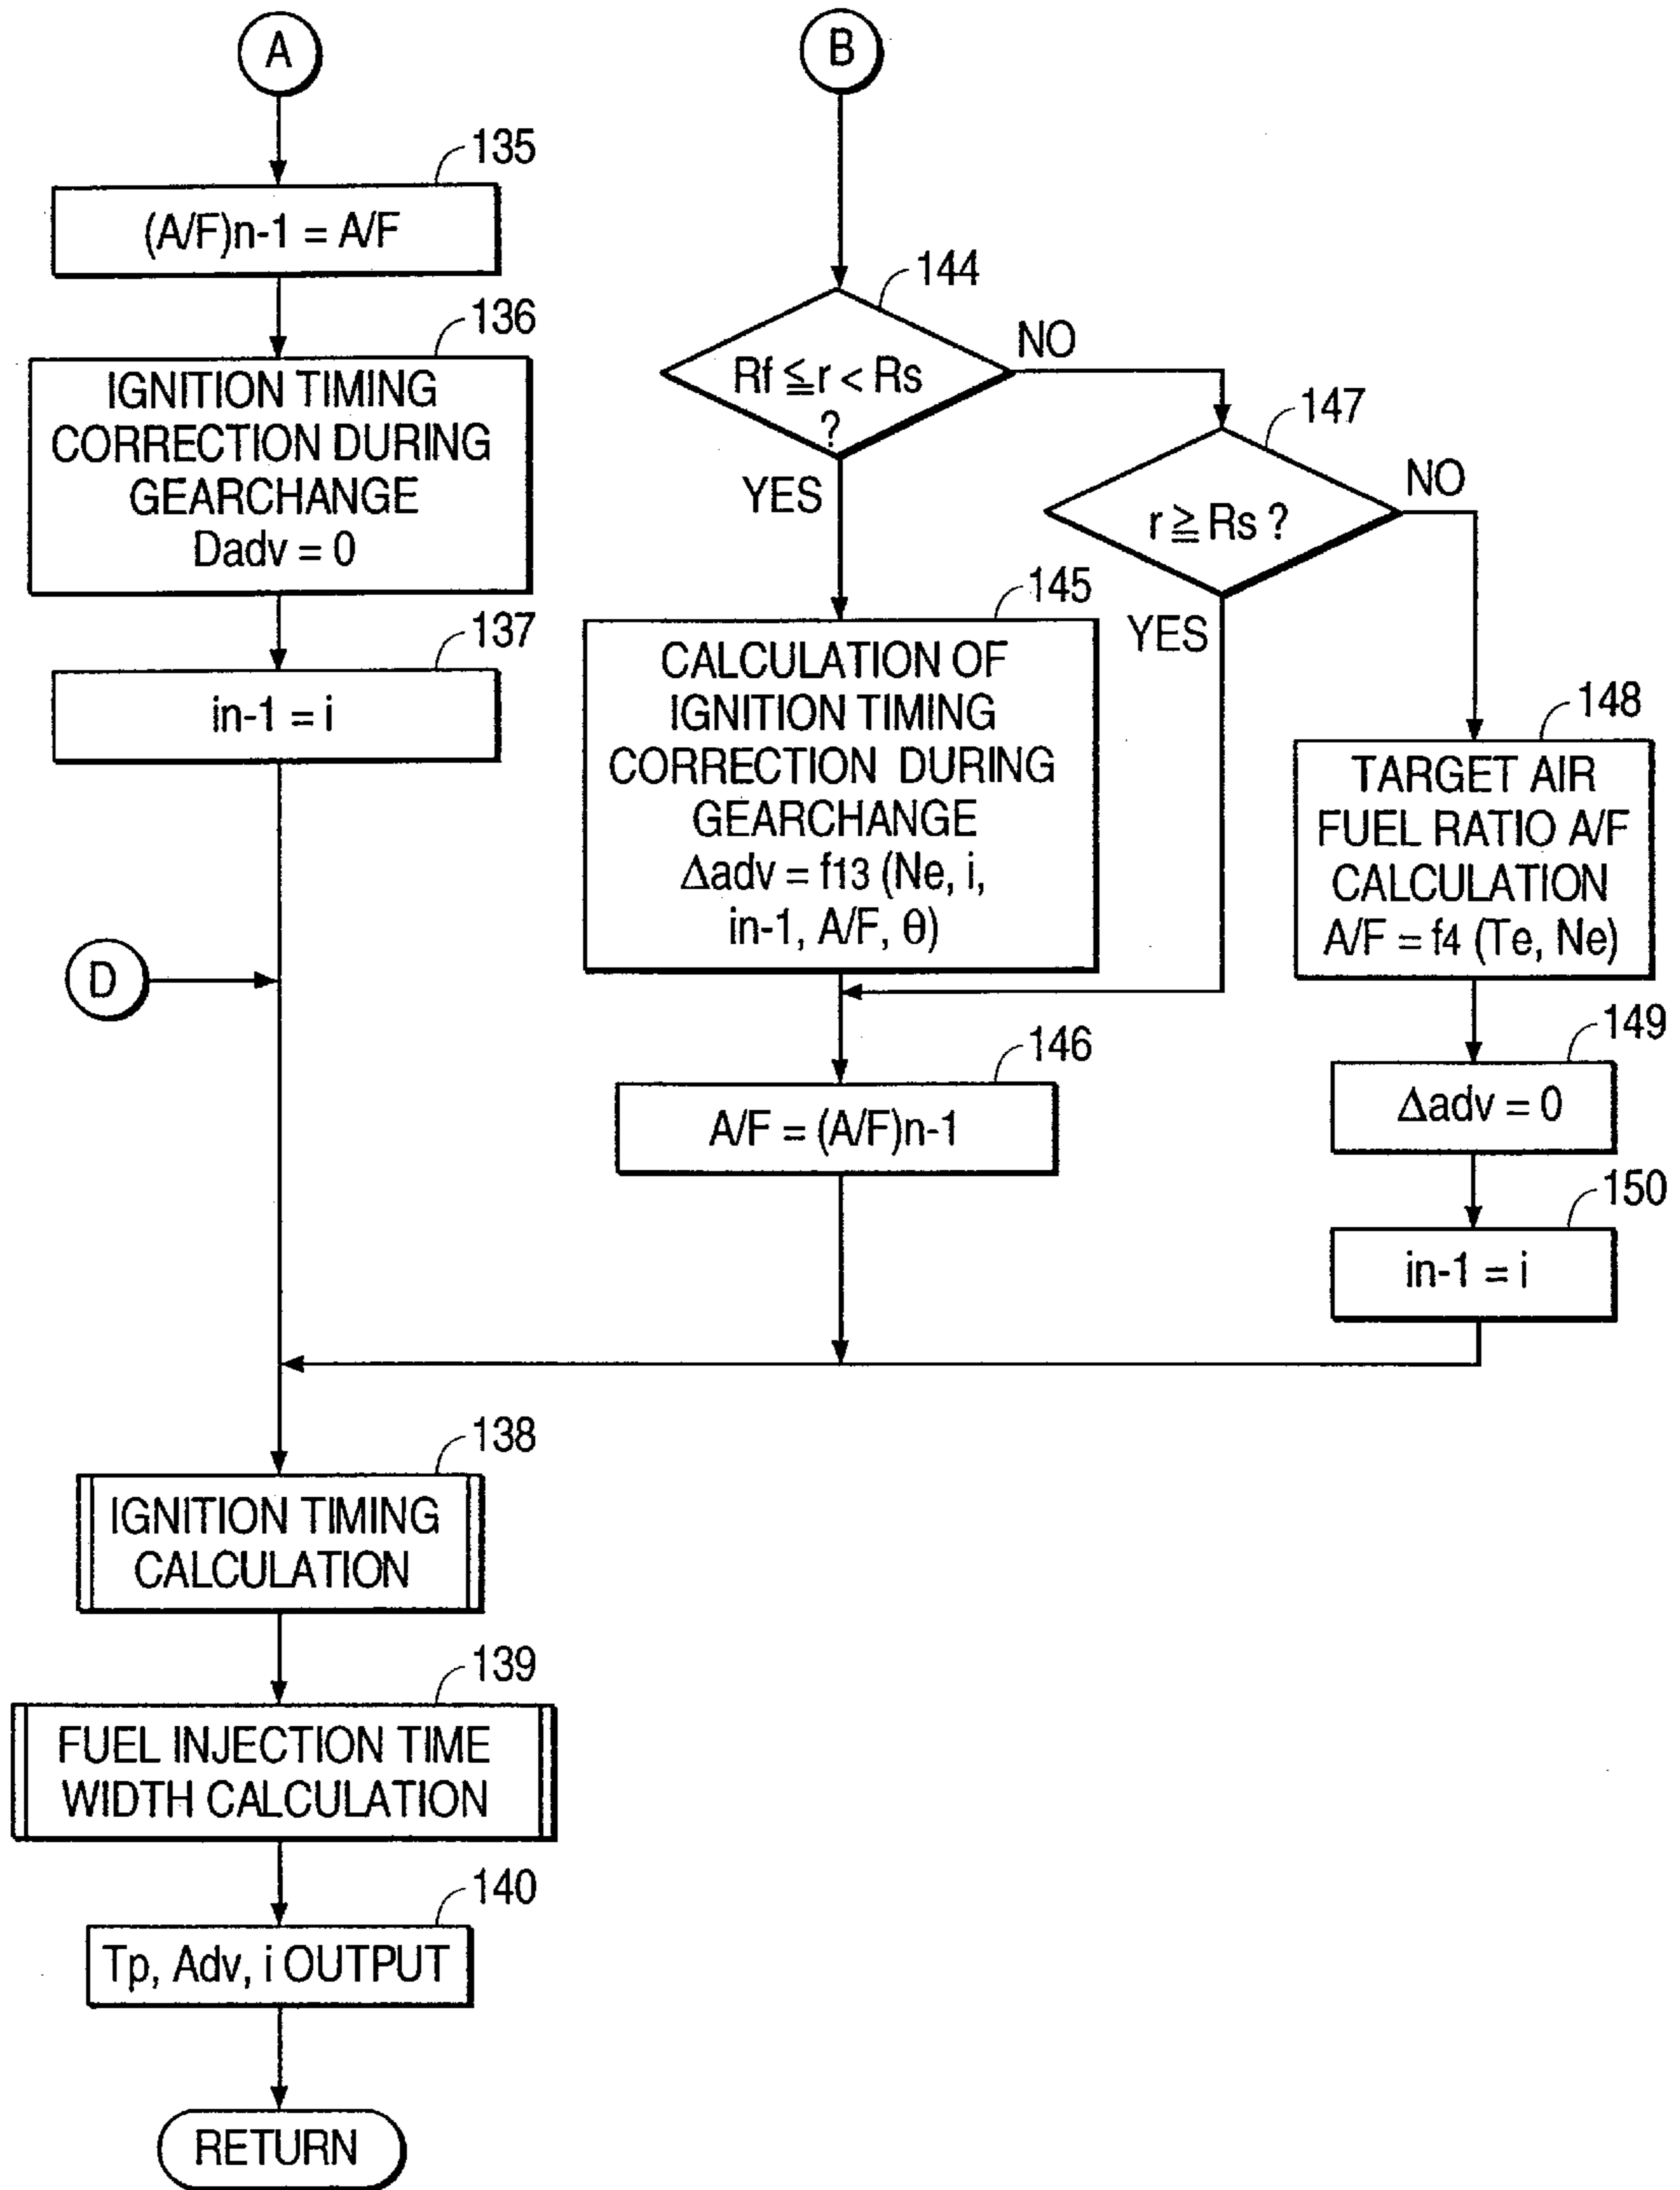 A
135
(A/F)n-1 = A/F
136
IGNITION TIMING
CORRECTION DURING
GEARCHANGE
Dadv = 0
137
in-1 = i
D
B
144
Rf ≦ r < Rs
?
NO
YES
147
r ≧ Rs ?
NO
YES
145
CALCULATION OF
IGNITION TIMING
CORRECTION DURING
GEARCHANGE
Δadv = f13 (Ne, i,
in-1, A/F, θ)
146
A/F = (A/F)n-1
148
TARGET AIR
FUEL RATIO A/F
CALCULATION
A/F = f4 (Te, Ne)
149
Δadv = 0
150
in-1 = i
138
IGNITION TIMING
CALCULATION
139
FUEL INJECTION TIME
WIDTH CALCULATION
140
Tp, Adv, i OUTPUT
RETURN